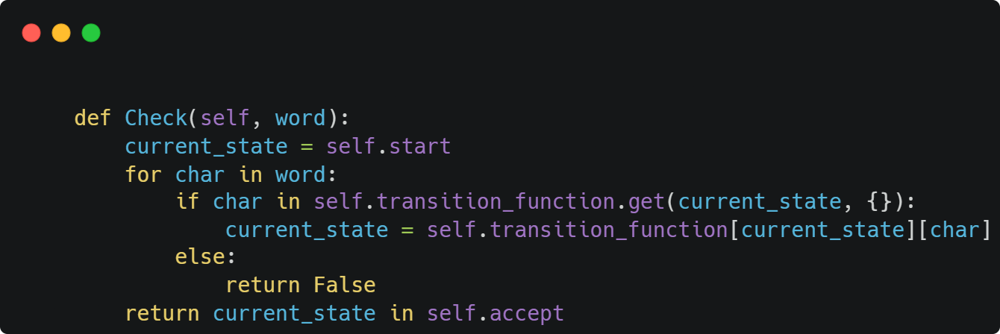 def Check(self, word):
    current_state = self.start
    for char in word:
        if char in self.transition_function.get(current_state, {}):
            current_state = self.transition_function[current_state][char]
        else:
            return False
    return current_state in self.accept